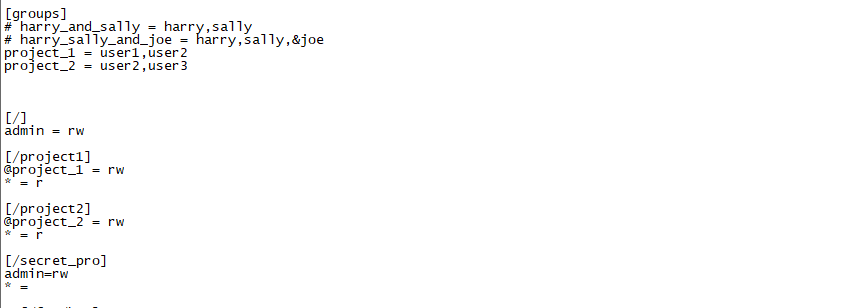 [groups]
# harry_and_sally = harry,sally
# harry_sally_and_joe = harry,sally,&joe
project_1 = user1,user2
project_2 = user2,user3
[/]
admin = rw
[/project1]
@project_1 = rw
* = r
[/project2]
@project_2 = rw
* = r
[/secret_pro]
admin=rw
* =